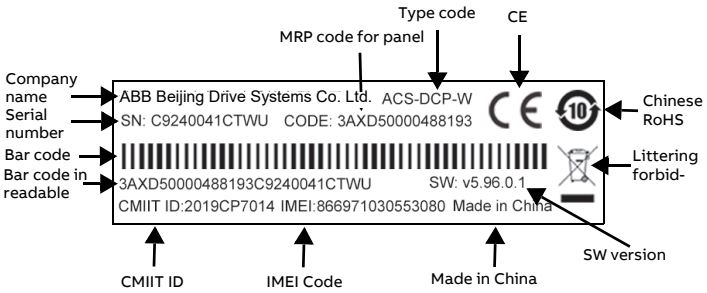 Type code
CE
MRP code for panel
Company
name
Serial
number
Bar code
Bar code in
readable
ABB Beijing Drive Systems Co. Ltd. ACS-DCP-W
SN: C9240041CTWU CODE: 3AXD50000488193
3AXD50000488193C9240041CTWU SW: v5.96.0.1
CMIIT ID:2019CP7014 IMEI:866971030553080 Made in China
CE
10
Chinese
RoHS
Littering
forbid-
SW version
CMIIT ID
IMEI Code
Made in China